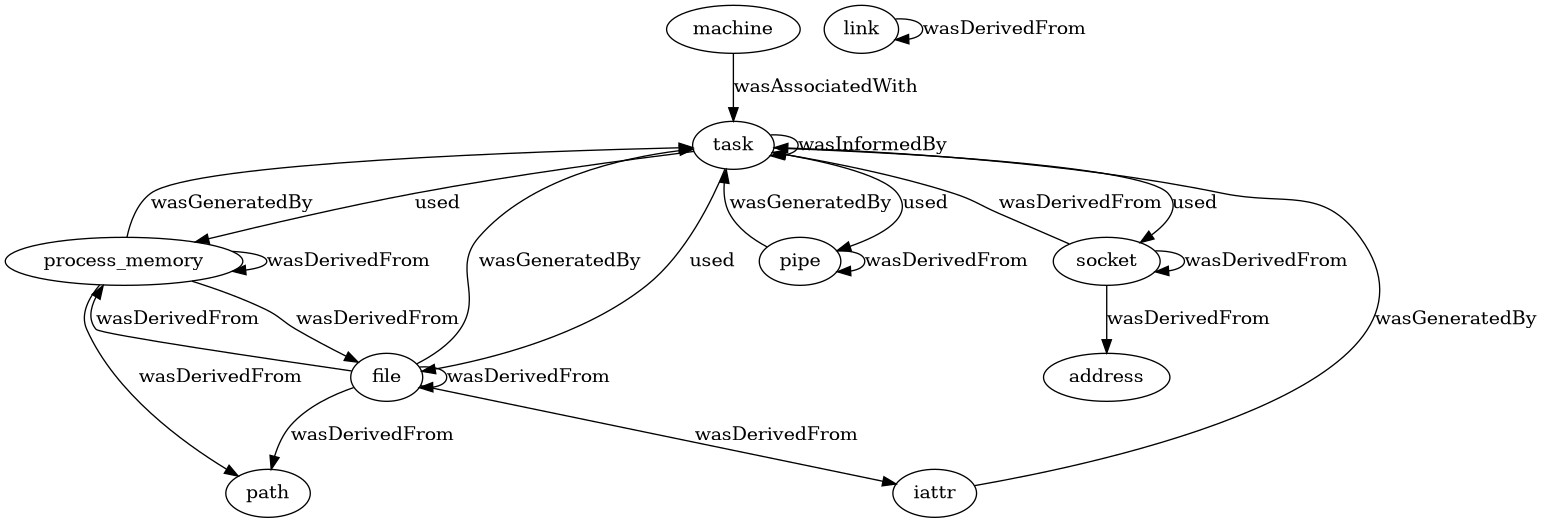 machine
link
wasDerivedFrom
wasAssociatedWith
task
wasInformedBy
wasGeneratedBy
used
wasGeneratedBy
used
wasDerivedFrom
used
process_memory
wasDerivedFrom
wasGeneratedBy
used
pipe
wasDerivedFrom
socket
wasDerivedFrom
wasDerivedFrom
wasDerivedFrom
wasDerivedFrom
wasGeneratedBy
wasDerivedFrom
file
wasDerivedFrom
address
wasDerivedFrom
wasDerivedFrom
path
iattr